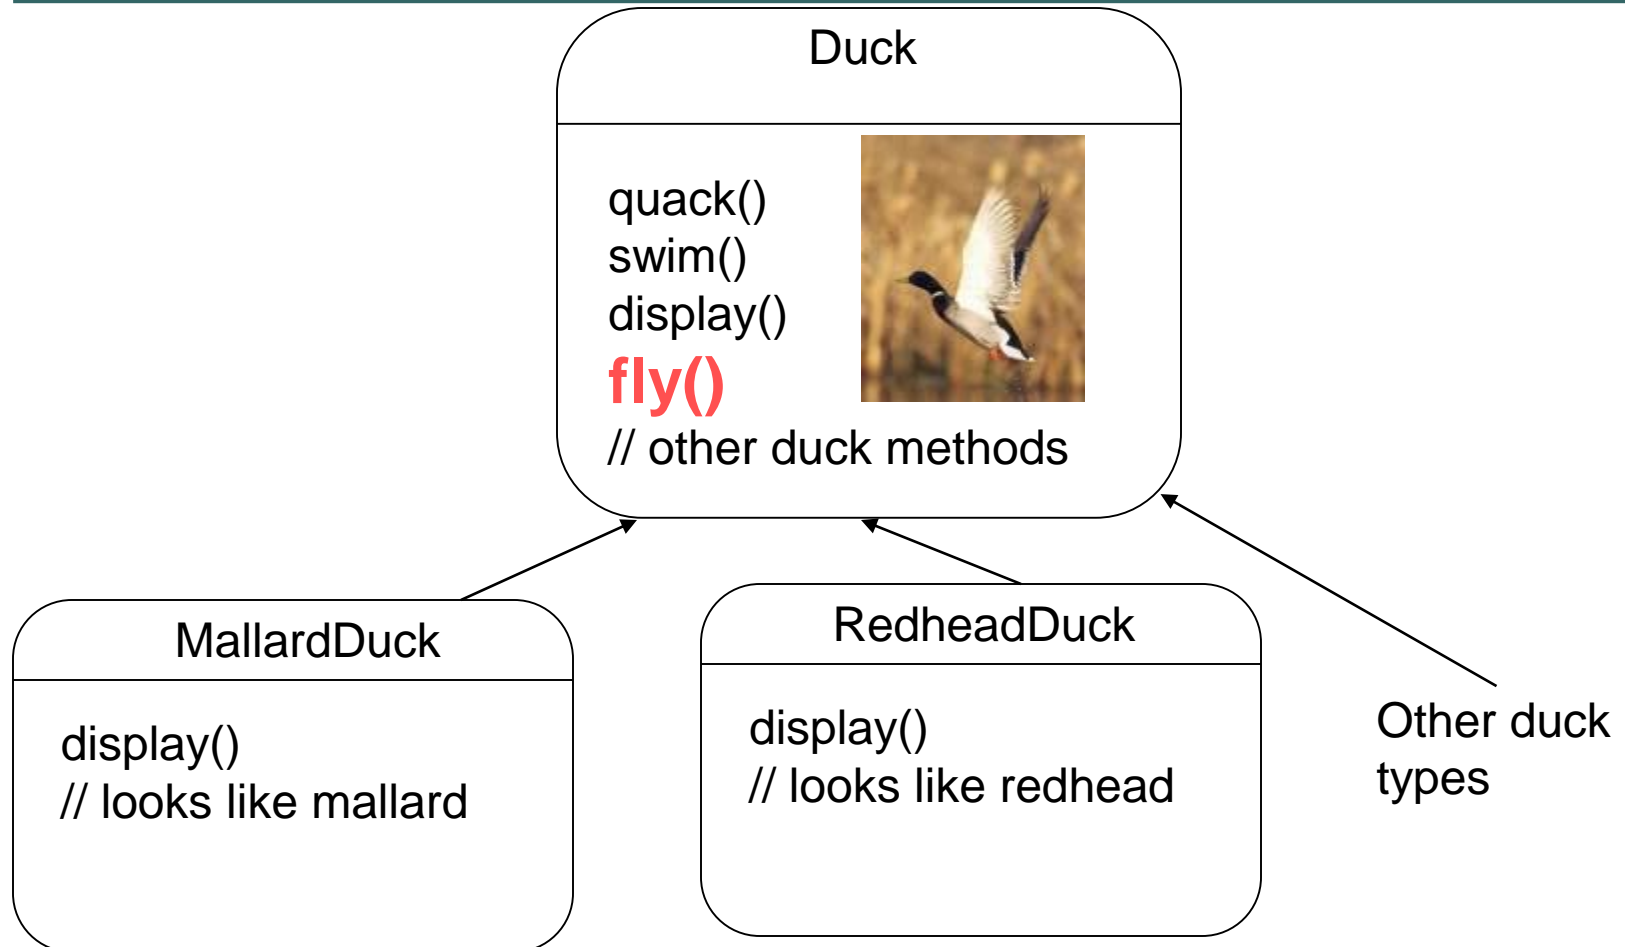 Duck
quack()
swim()
display()
fly()
// other duck methods
MallardDuck
display()
// looks like mallard
RedheadDuck
display()
// looks like redhead
Other duck
types